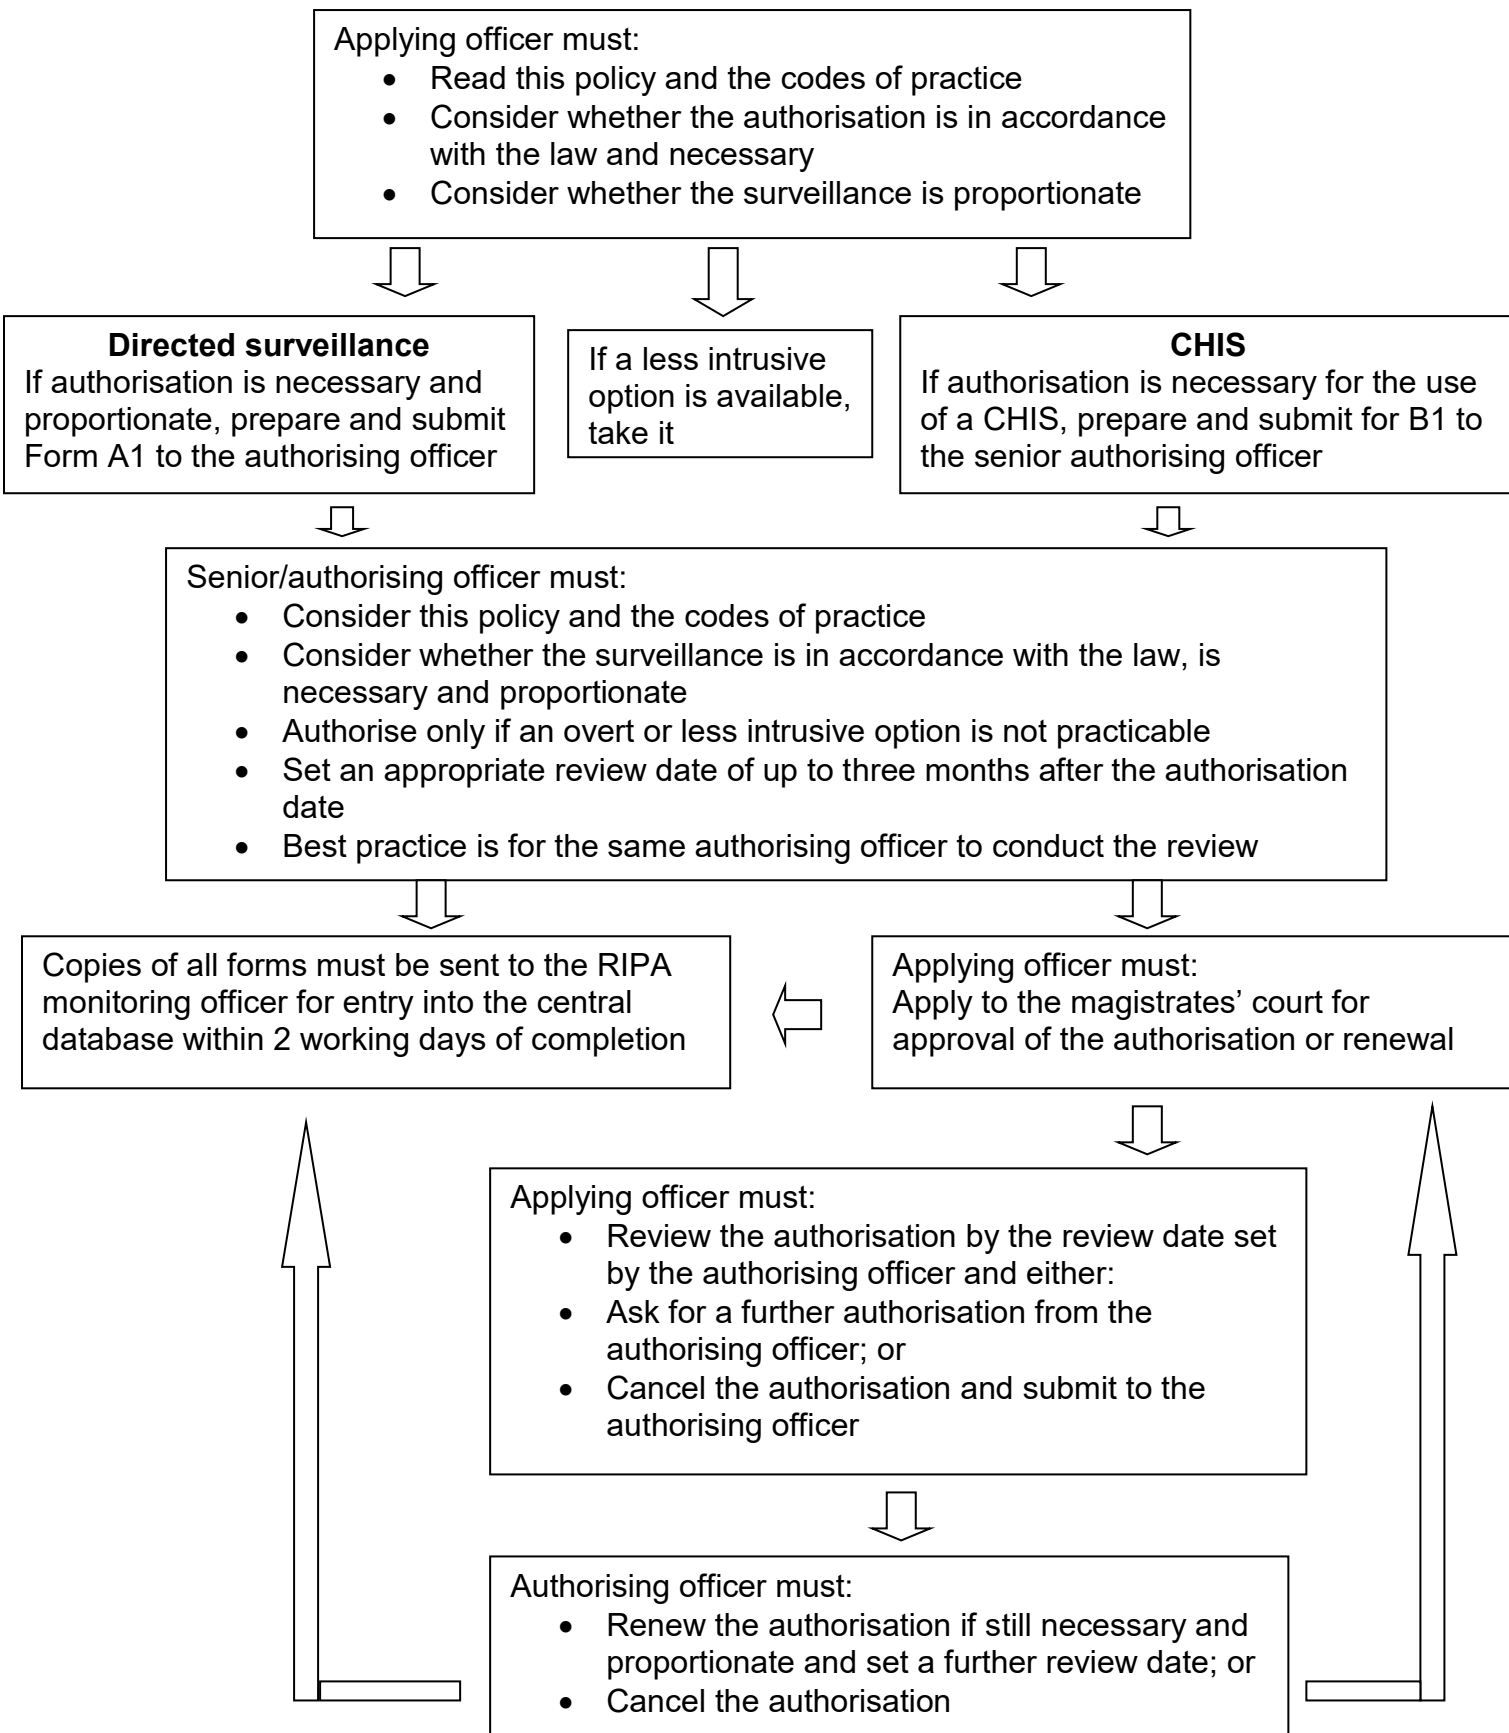 Applying officer must:
• Read this policy and the codes of practice
• Consider whether the authorisation is in accordance
with the law and necessary
• Consider whether the surveillance is proportionate
Directed surveillance
If authorisation is necessary and
proportionate, prepare and submit
Form A1 to the authorising officer
If a less intrusive
option is available,
take it
CHIS
If authorisation is necessary for the use
of a CHIS, prepare and submit for B1 to
the senior authorising officer
Senior/authorising officer must:
• Consider this policy and the codes of practice
• Consider whether the surveillance is in accordance with the law, is
necessary and proportionate
• Authorise only if an overt or less intrusive option is not practicable
• Set an appropriate review date of up to three months after the authorisation
date
• Best practice is for the same authorising officer to conduct the review
Copies of all forms must be sent to the RIPA
monitoring officer for entry into the central
database within 2 working days of completion
Applying officer must:
Apply to the magistrates’ court for
approval of the authorisation or renewal
Applying officer must:
• Review the authorisation by the review date set
by the authorising officer and either:
• Ask for a further authorisation from the
authorising officer; or
• Cancel the authorisation and submit to the
authorising officer
Authorising officer must:
• Renew the authorisation if still necessary and
proportionate and set a further review date; or
• Cancel the authorisation